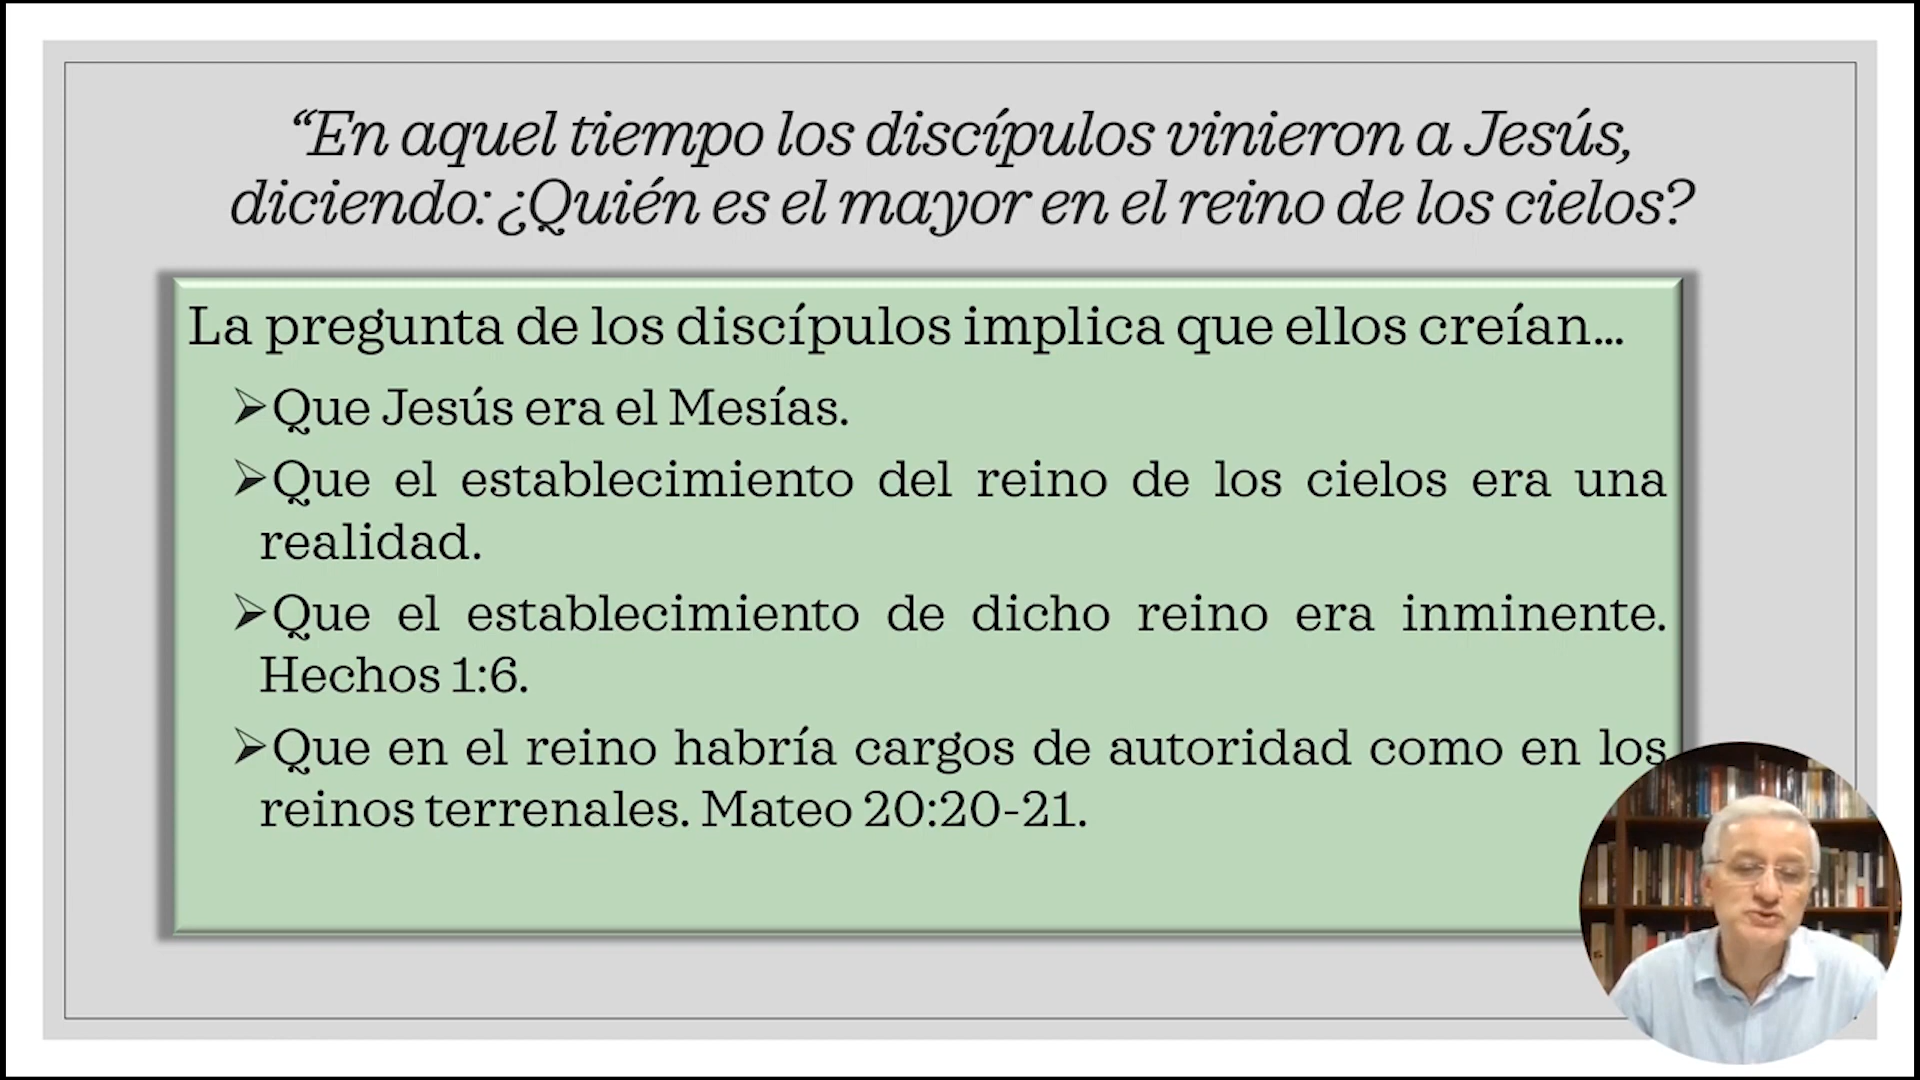 “En aquel tiempo los discípulos vinieron a Jesús,
diciendo: ¿Quién es el mayor en el reino de los cielos?
La pregunta de los discípulos implica que ellos creían...
➢Que Jesús era el Mesías.
➢Que el establecimiento del reino de los cielos era una
realidad.
➢Que el establecimiento de dicho reino era inminente.
Hechos 1:6.
➢Que en el reino habría cargos de autoridad como en los
reinos terrenales. Mateo 20:20-21.